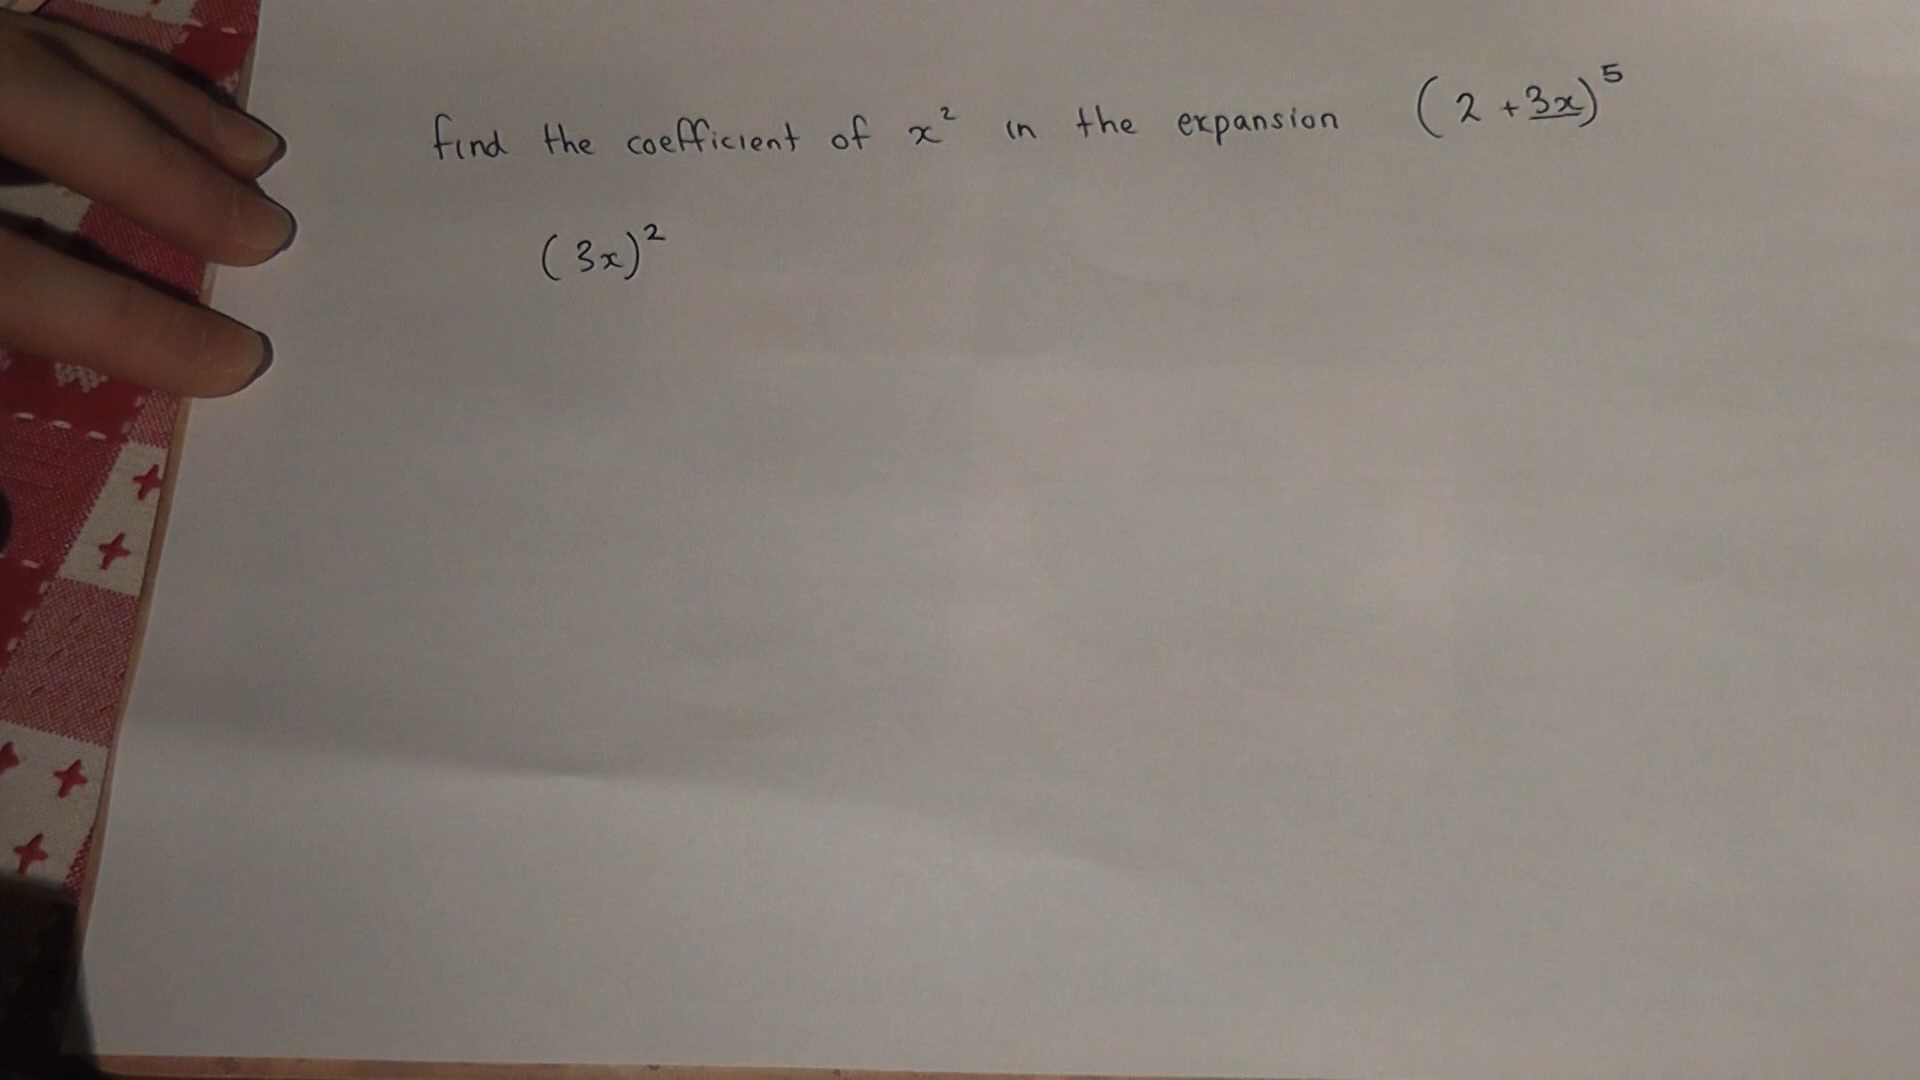 find the coefficient of x² in the expansion (2 + 3x)⁵
(3x)²